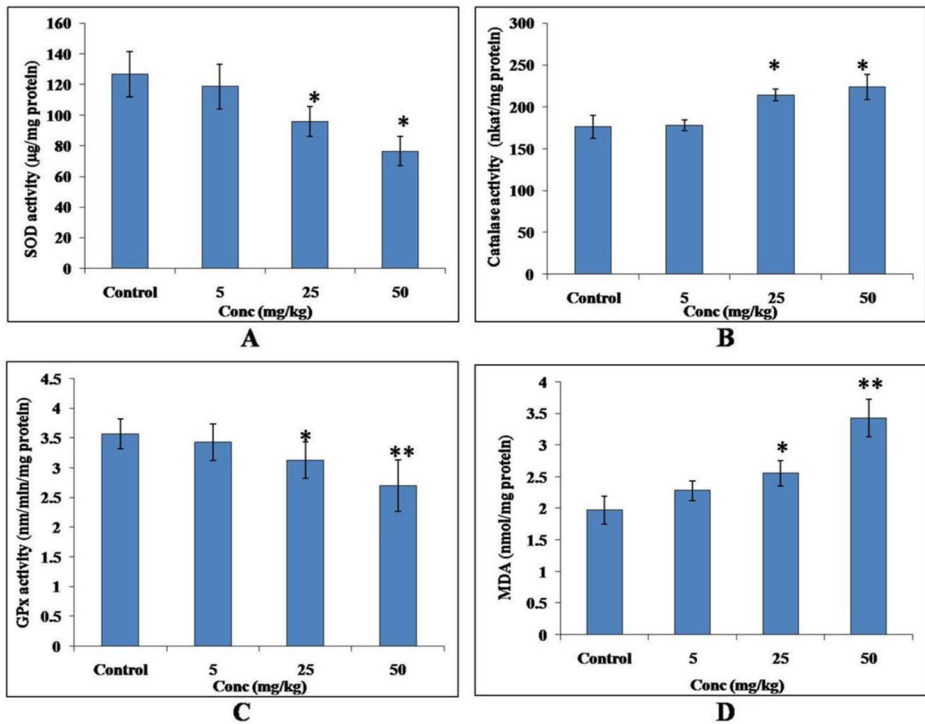 160
140
120
100
80
60
40
20
0
SOD activity (µg/mg protein)
*
*
Control 5 25 50
Conc (mg/kg)
A
300
250
200
150
100
50
0
Catalase activity (nkat/mg protein)
*
*
Control 5 25 50
Conc (mg/kg)
B
4.5
4
3.5
3
2.5
2
1.5
1
0.5
0
GPx activity (nm/min/mg protein)
*
**
Control 5 25 50
Conc (mg/kg)
C
4
3.5
3
2.5
2
1.5
1
0.5
0
MDA (nmol/mg protein)
*
**
Control 5 25 50
Conc (mg/kg)
D